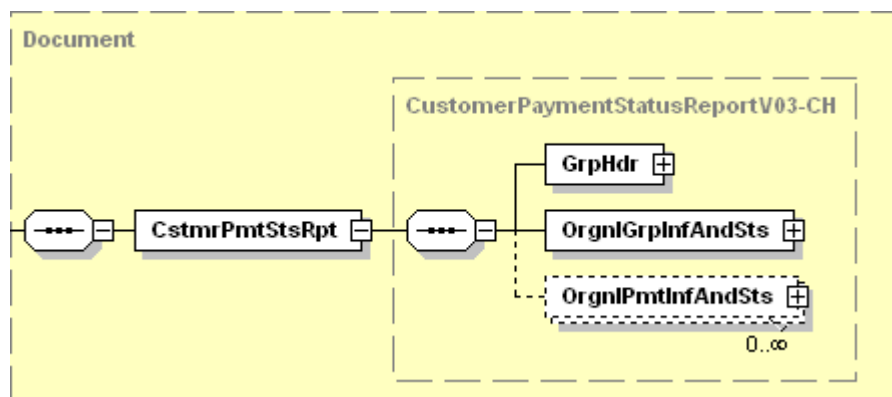 Document
CustomerPaymentStatusReportV03-CH
GrpHdr
CstmrPmtStsRpt
OrgnlGrpInfAndSts
OrgnlPmtInfAndSts
0..∞